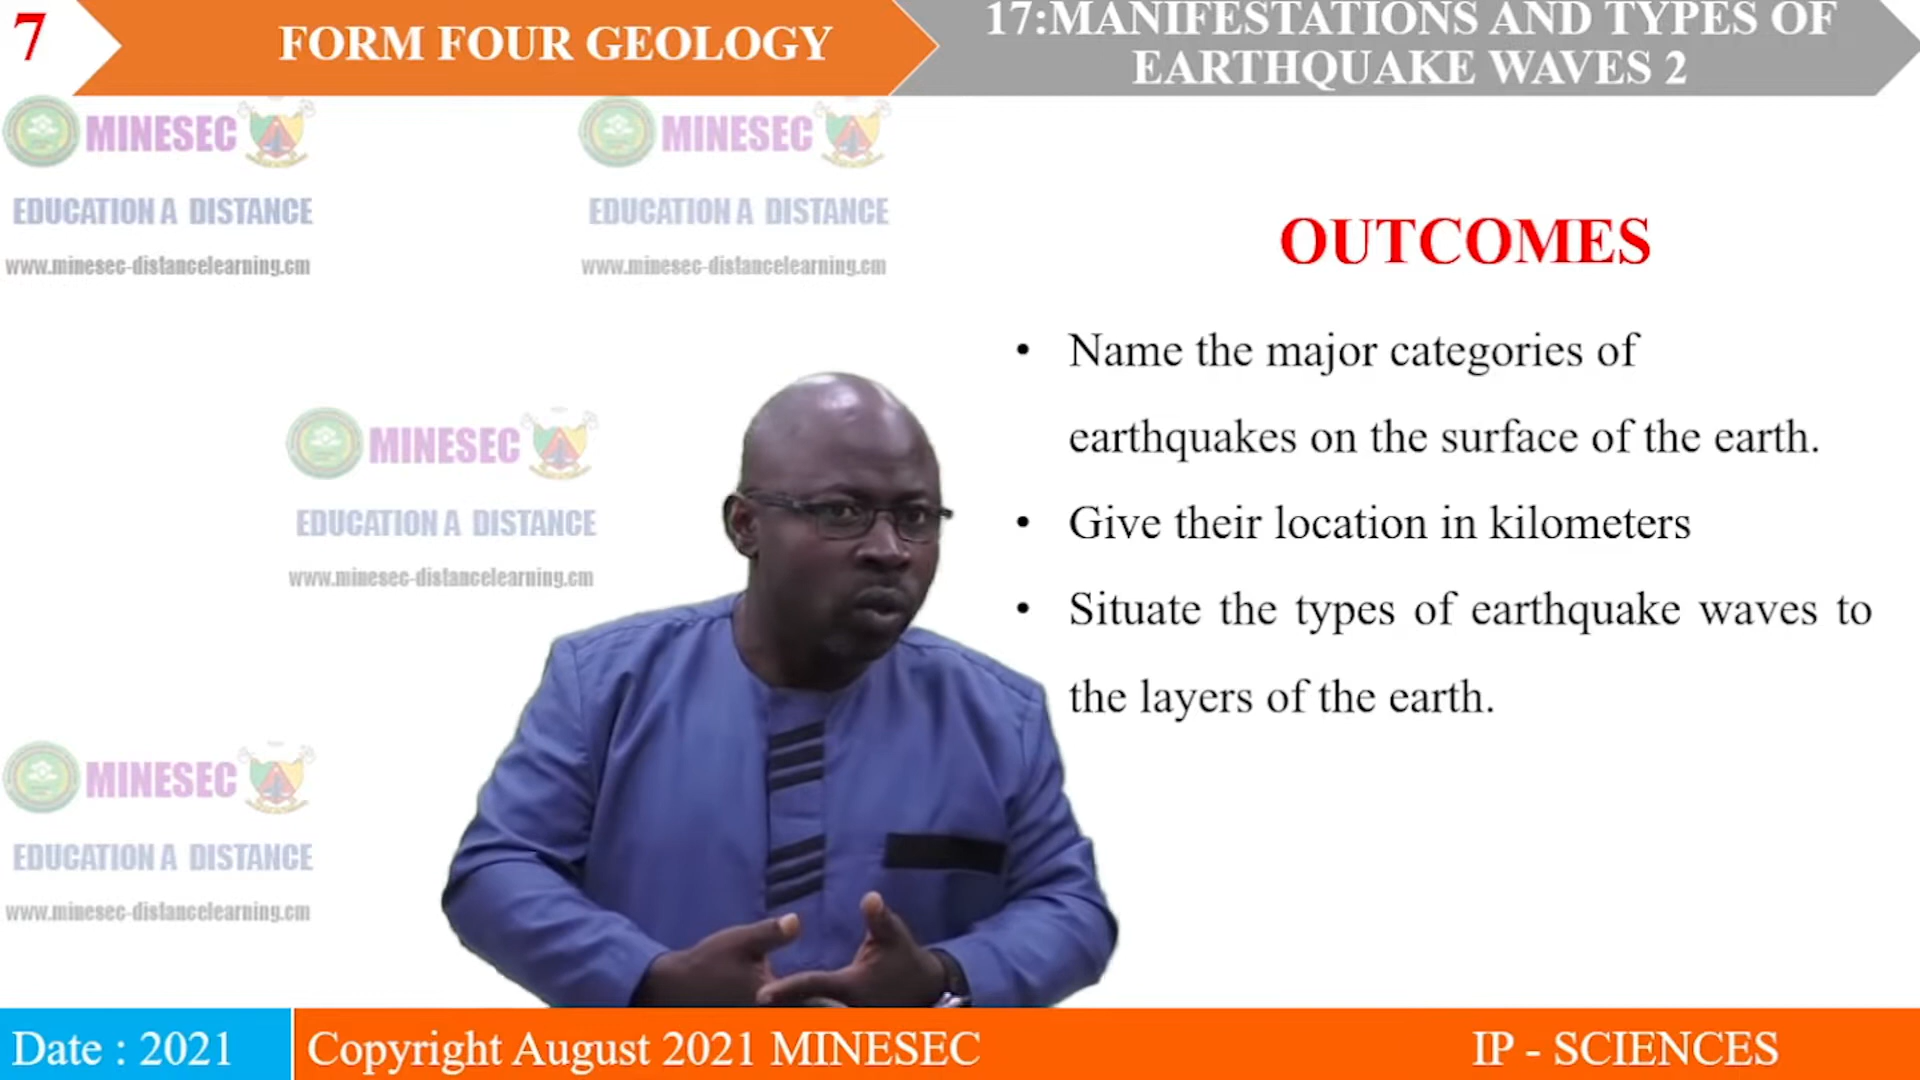 7
FORM FOUR GEOLOGY
17:MANIFESTATIONS AND TYPES OF
EARTHQUAKE WAVES 2
MINESEC
EDUCATION A DISTANCE
www.minesec-distancelearning.cm
MINESEC
EDUCATION A DISTANCE
www.minesec-distancelearning.cm
OUTCOMES
• Name the major categories of
earthquakes on the surface of the earth.
• Give their location in kilometers
• Situate the types of earthquake waves to
the layers of the earth.
MINESEC
EDUCATION A DISTANCE
www.minesec-distancelearning.cm
MINESEC
EDUCATION A DISTANCE
www.minesec-distancelearning.cm
Date : 2021
Copyright August 2021 MINESEC
IP - SCIENCES